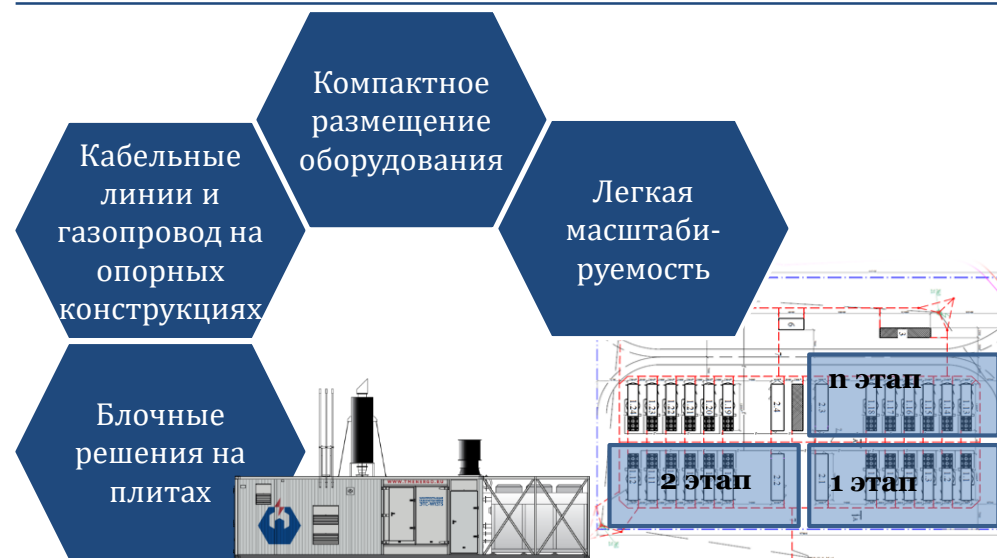 Компактное
размещение
оборудования
Кабельные
линии и
газопровод на
опорных
конструкциях
Легкая
масштаби-
руемость
Блочные
решения на
плитах
n этап
2 этап
1 этап